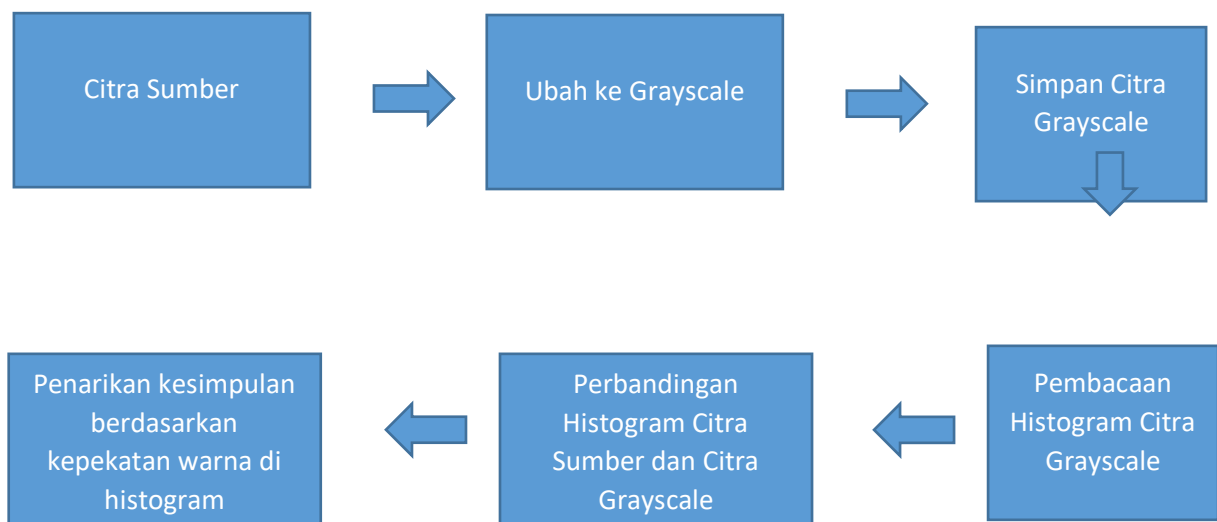 Citra Sumber
Ubah ke Grayscale
Simpan Citra
Grayscale
Pembacaan
Histogram Citra
Grayscale
Perbandingan
Histogram Citra
Sumber dan Citra
Grayscale
Penarikan kesimpulan
berdasarkan
kepekatan warna di
histogram